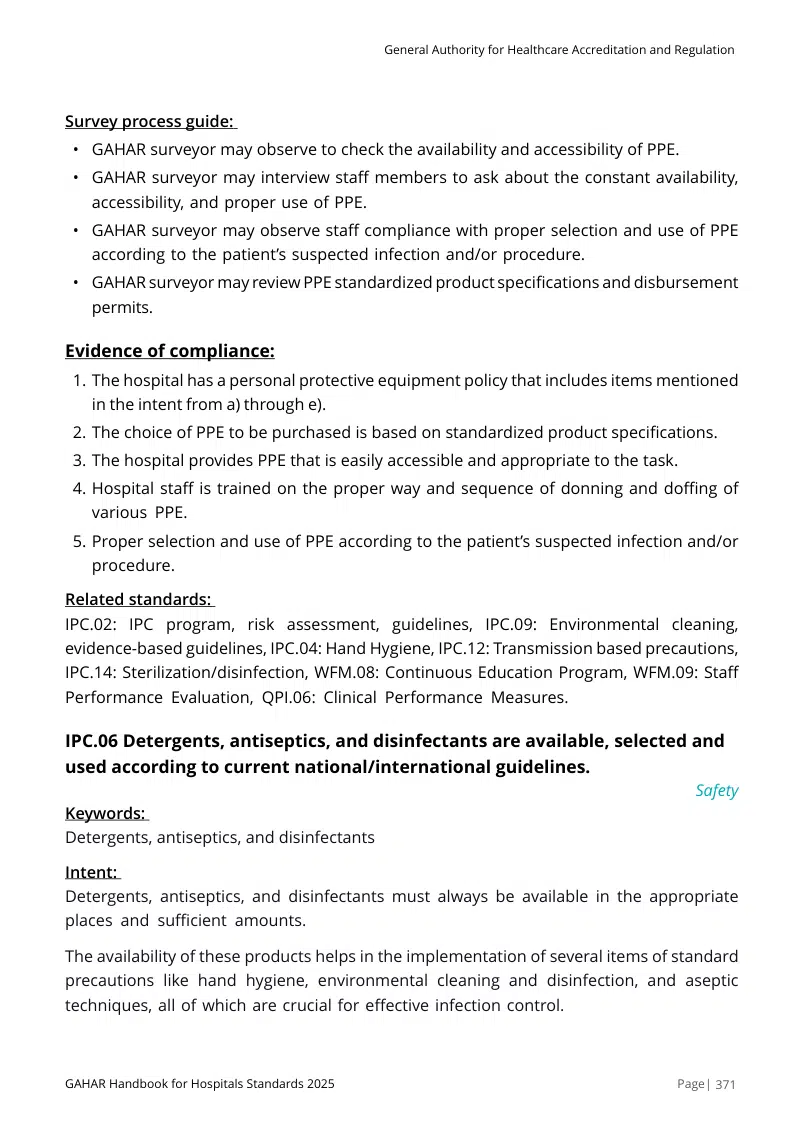 General Authority for Healthcare Accreditation and Regulation
Survey process guide:
• GAHAR surveyor may observe to check the availability and accessibility of PPE.
• GAHAR surveyor may interview staff members to ask about the constant availability,
accessibility, and proper use of PPE.
• GAHAR surveyor may observe staff compliance with proper selection and use of PPE
according to the patient’s suspected infection and/or procedure.
• GAHAR surveyor may review PPE standardized product specifications and disbursement
permits.
Evidence of compliance:
1. The hospital has a personal protective equipment policy that includes items mentioned
in the intent from a) through e).
2. The choice of PPE to be purchased is based on standardized product specifications.
3. The hospital provides PPE that is easily accessible and appropriate to the task.
4. Hospital staff is trained on the proper way and sequence of donning and doffing of
various PPE.
5. Proper selection and use of PPE according to the patient’s suspected infection and/or
procedure.
Related standards:
IPC.02: IPC program, risk assessment, guidelines, IPC.09: Environmental cleaning,
evidence-based guidelines, IPC.04: Hand Hygiene, IPC.12: Transmission based precautions,
IPC.14: Sterilization/disinfection, WFM.08: Continuous Education Program, WFM.09: Staff
Performance Evaluation, QPI.06: Clinical Performance Measures.
IPC.06 Detergents, antiseptics, and disinfectants are available, selected and
used according to current national/international guidelines.
Safety
Keywords:
Detergents, antiseptics, and disinfectants
Intent:
Detergents, antiseptics, and disinfectants must always be available in the appropriate
places and sufficient amounts.
The availability of these products helps in the implementation of several items of standard
precautions like hand hygiene, environmental cleaning and disinfection, and aseptic
techniques, all of which are crucial for effective infection control.
GAHAR Handbook for Hospitals Standards 2025
Page| 371